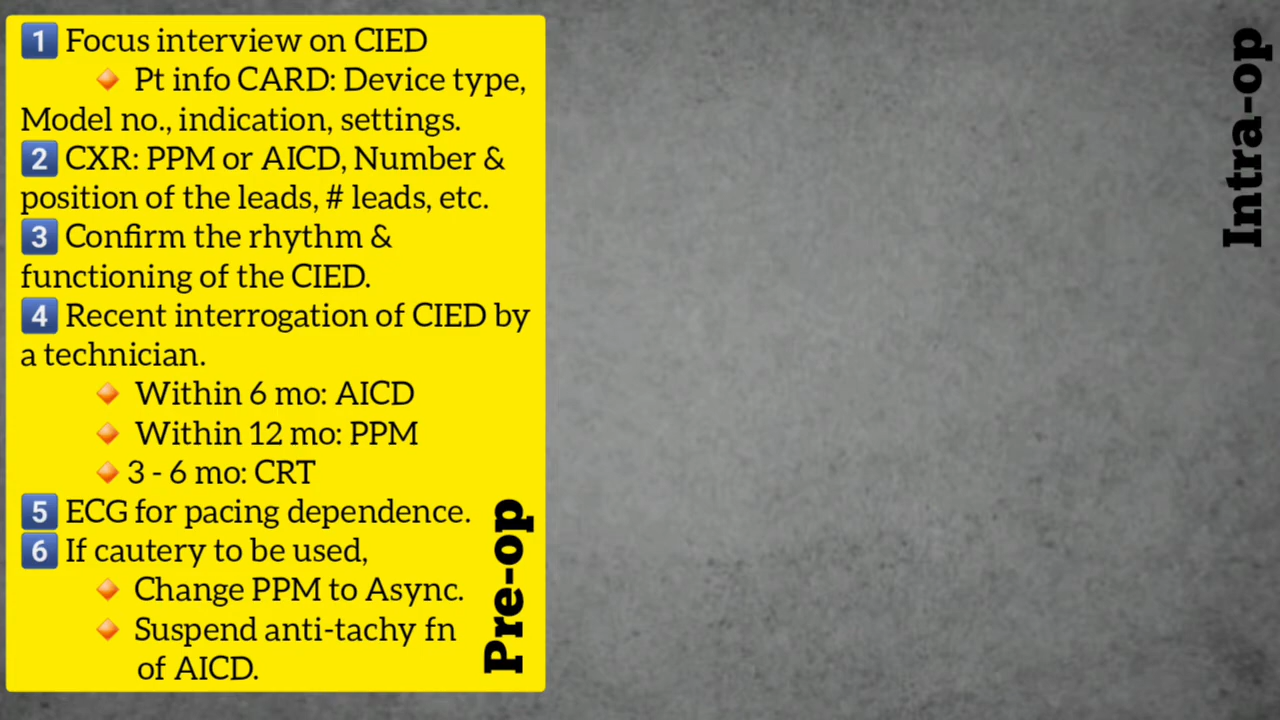 1️⃣ Focus interview on CIED
🔸 Pt info CARD: Device type,
Model no., indication, settings.
2️⃣ CXR: PPM or AICD, Number &
position of the leads, # leads, etc.
3️⃣ Confirm the rhythm &
functioning of the CIED.
4️⃣ Recent interrogation of CIED by
a technician.
🔸 Within 6 mo: AICD
🔸 Within 12 mo: PPM
🔸3 - 6 mo: CRT
5️⃣ ECG for pacing dependence.
6️⃣ If cautery to be used,
🔸 Change PPM to Async.
🔸 Suspend anti-tachy fn
of AICD.
Pre-op
Intra-op